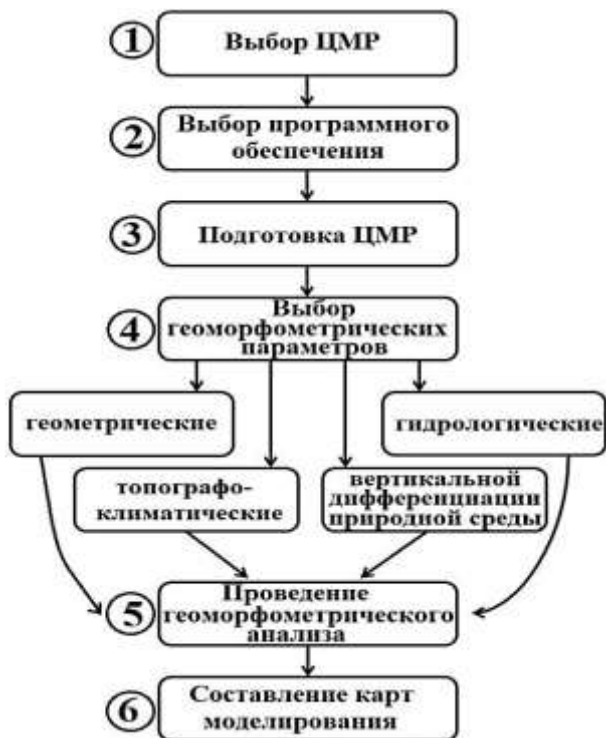 1
Выбор ЦМР
2
Выбор программного
обеспечения
3
Подготовка ЦМР
4
Выбор
геоморфометрических
параметров
геометрические
гидрологические
топографо-
климатические
вертикальной
дифференциации
природной среды
5
Проведение
геоморфометрического
анализа
6
Составление карт
моделирования